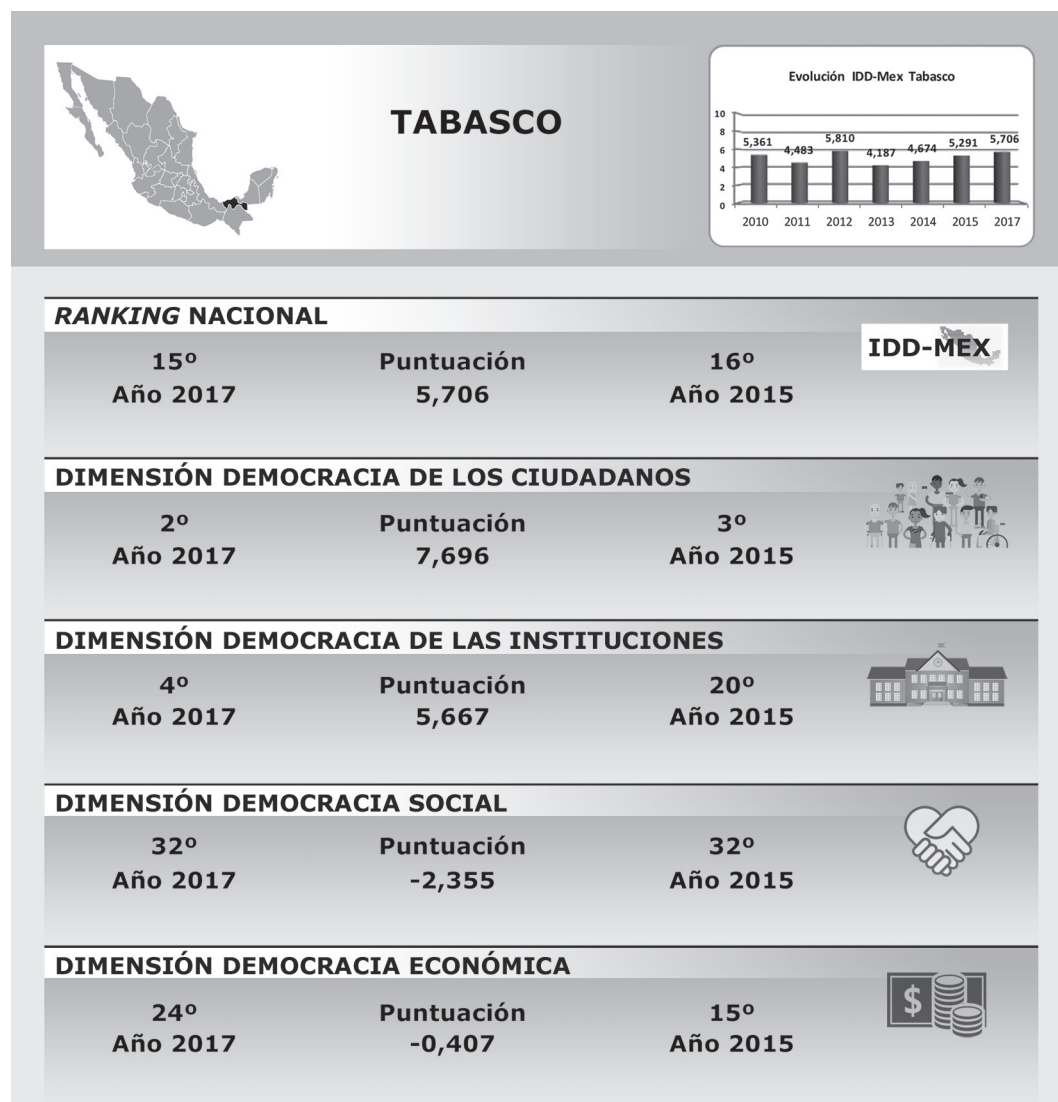 TABASCO
Evolución IDD-Mex Tabasco
10
8
6
4
2
0
5,361
4,483
5,810
4,187
4,674
5,291
5,706
2010 2011 2012 2013 2014 2015 2017
RANKING NACIONAL
IDD-MEX
15º Puntuación 16º
Año 2017 5,706 Año 2015
DIMENSIÓN DEMOCRACIA DE LOS CIUDADANOS
2º Puntuación 3º
Año 2017 7,696 Año 2015
DIMENSIÓN DEMOCRACIA DE LAS INSTITUCIONES
4º Puntuación 20º
Año 2017 5,667 Año 2015
DIMENSIÓN DEMOCRACIA SOCIAL
32º Puntuación 32º
Año 2017 -2,355 Año 2015
DIMENSIÓN DEMOCRACIA ECONÓMICA
$
24º Puntuación 15º
Año 2017 -0,407 Año 2015